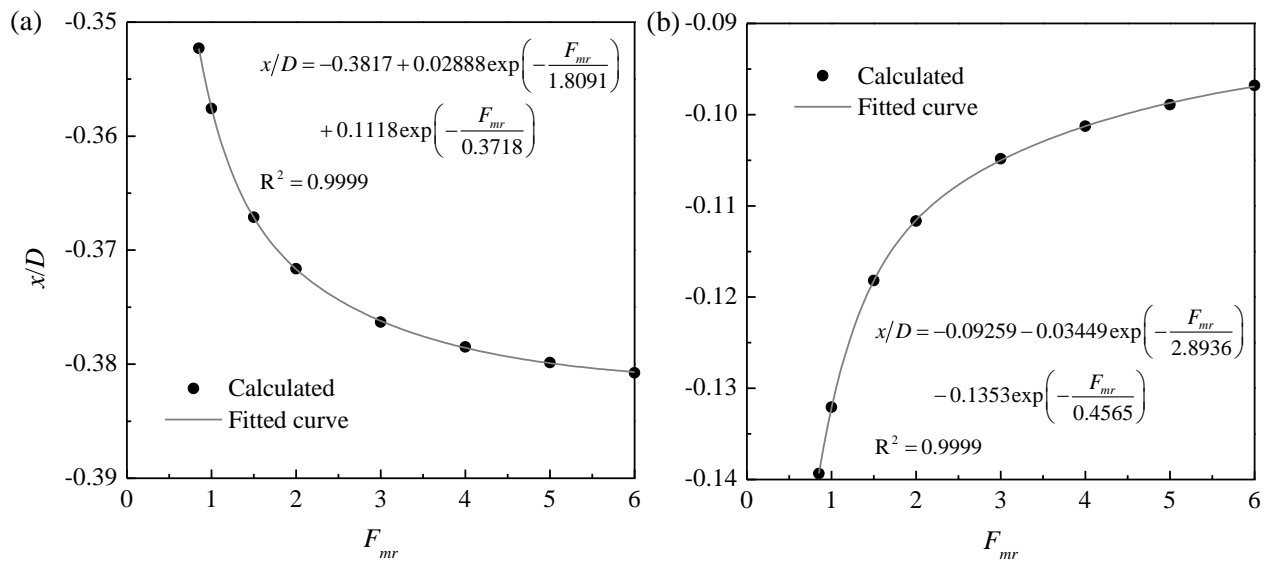 (a)
-0.35
-0.36
-0.37
-0.38
-0.39
x/D
x/D = −0.3817 + 0.02888exp(−F_mr/1.8091)
+ 0.1118exp(−F_mr/0.3718)
R² = 0.9999
Calculated
Fitted curve
0 1 2 3 4 5 6
F_mr
(b)
-0.09
-0.10
-0.11
-0.12
-0.13
-0.14
Calculated
Fitted curve
x/D = −0.09259 − 0.03449exp(−F_mr/2.8936)
− 0.1353exp(−F_mr/0.4565)
R² = 0.9999
0 1 2 3 4 5 6
F_mr